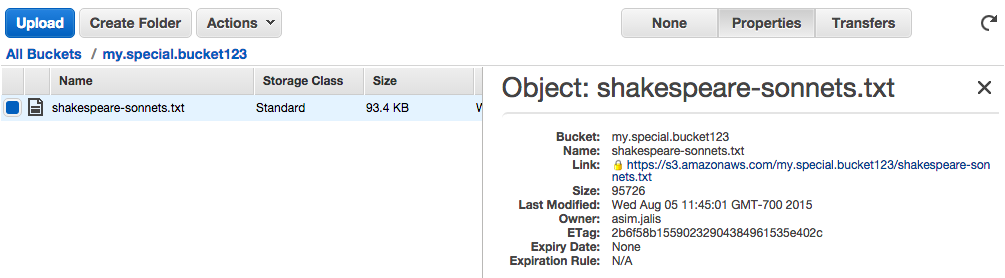 Upload Create Folder Actions None Properties Transfers
All Buckets / my.special.bucket123
Name Storage Class Size
shakespeare-sonnets.txt Standard 93.4 KB
Object: shakespeare-sonnets.txt
Bucket: my.special.bucket123
Name: shakespeare-sonnets.txt
Link: https://s3.amazonaws.com/my.special.bucket123/shakespeare-son
nets.txt
Size: 95726
Last Modified: Wed Aug 05 11:45:01 GMT-700 2015
Owner: asim.jalis
ETag: 2b6f58b15590232904384961535e402c
Expiry Date: None
Expiration Rule: N/A